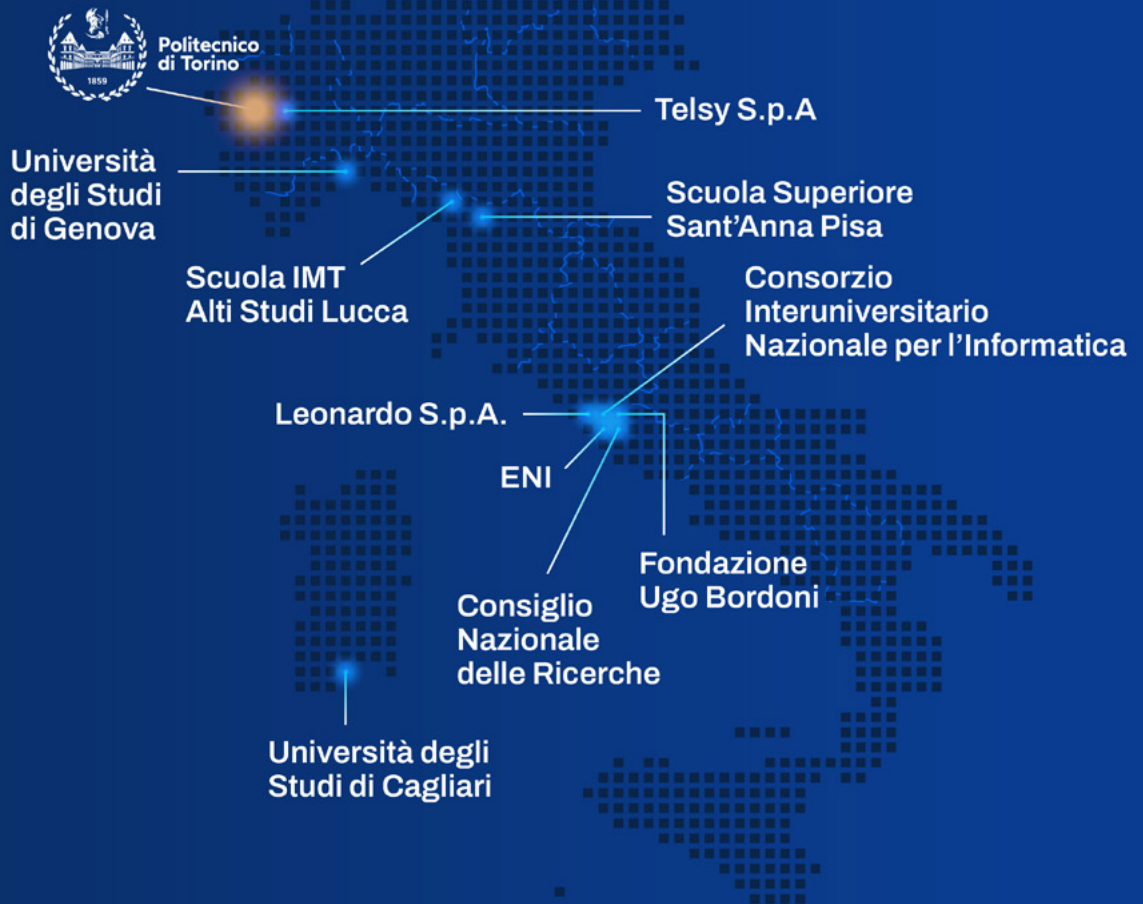 Politecnico
di Torino
1859
Telsy S.p.A
Università
degli Studi
di Genova
Scuola Superiore
Sant'Anna Pisa
Scuola IMT
Alti Studi Lucca
Consorzio
Interuniversitario
Nazionale per l'Informatica
Leonardo S.p.A.
ENI
Fondazione
Ugo Bordoni
Consiglio
Nazionale
delle Ricerche
Università degli
Studi di Cagliari